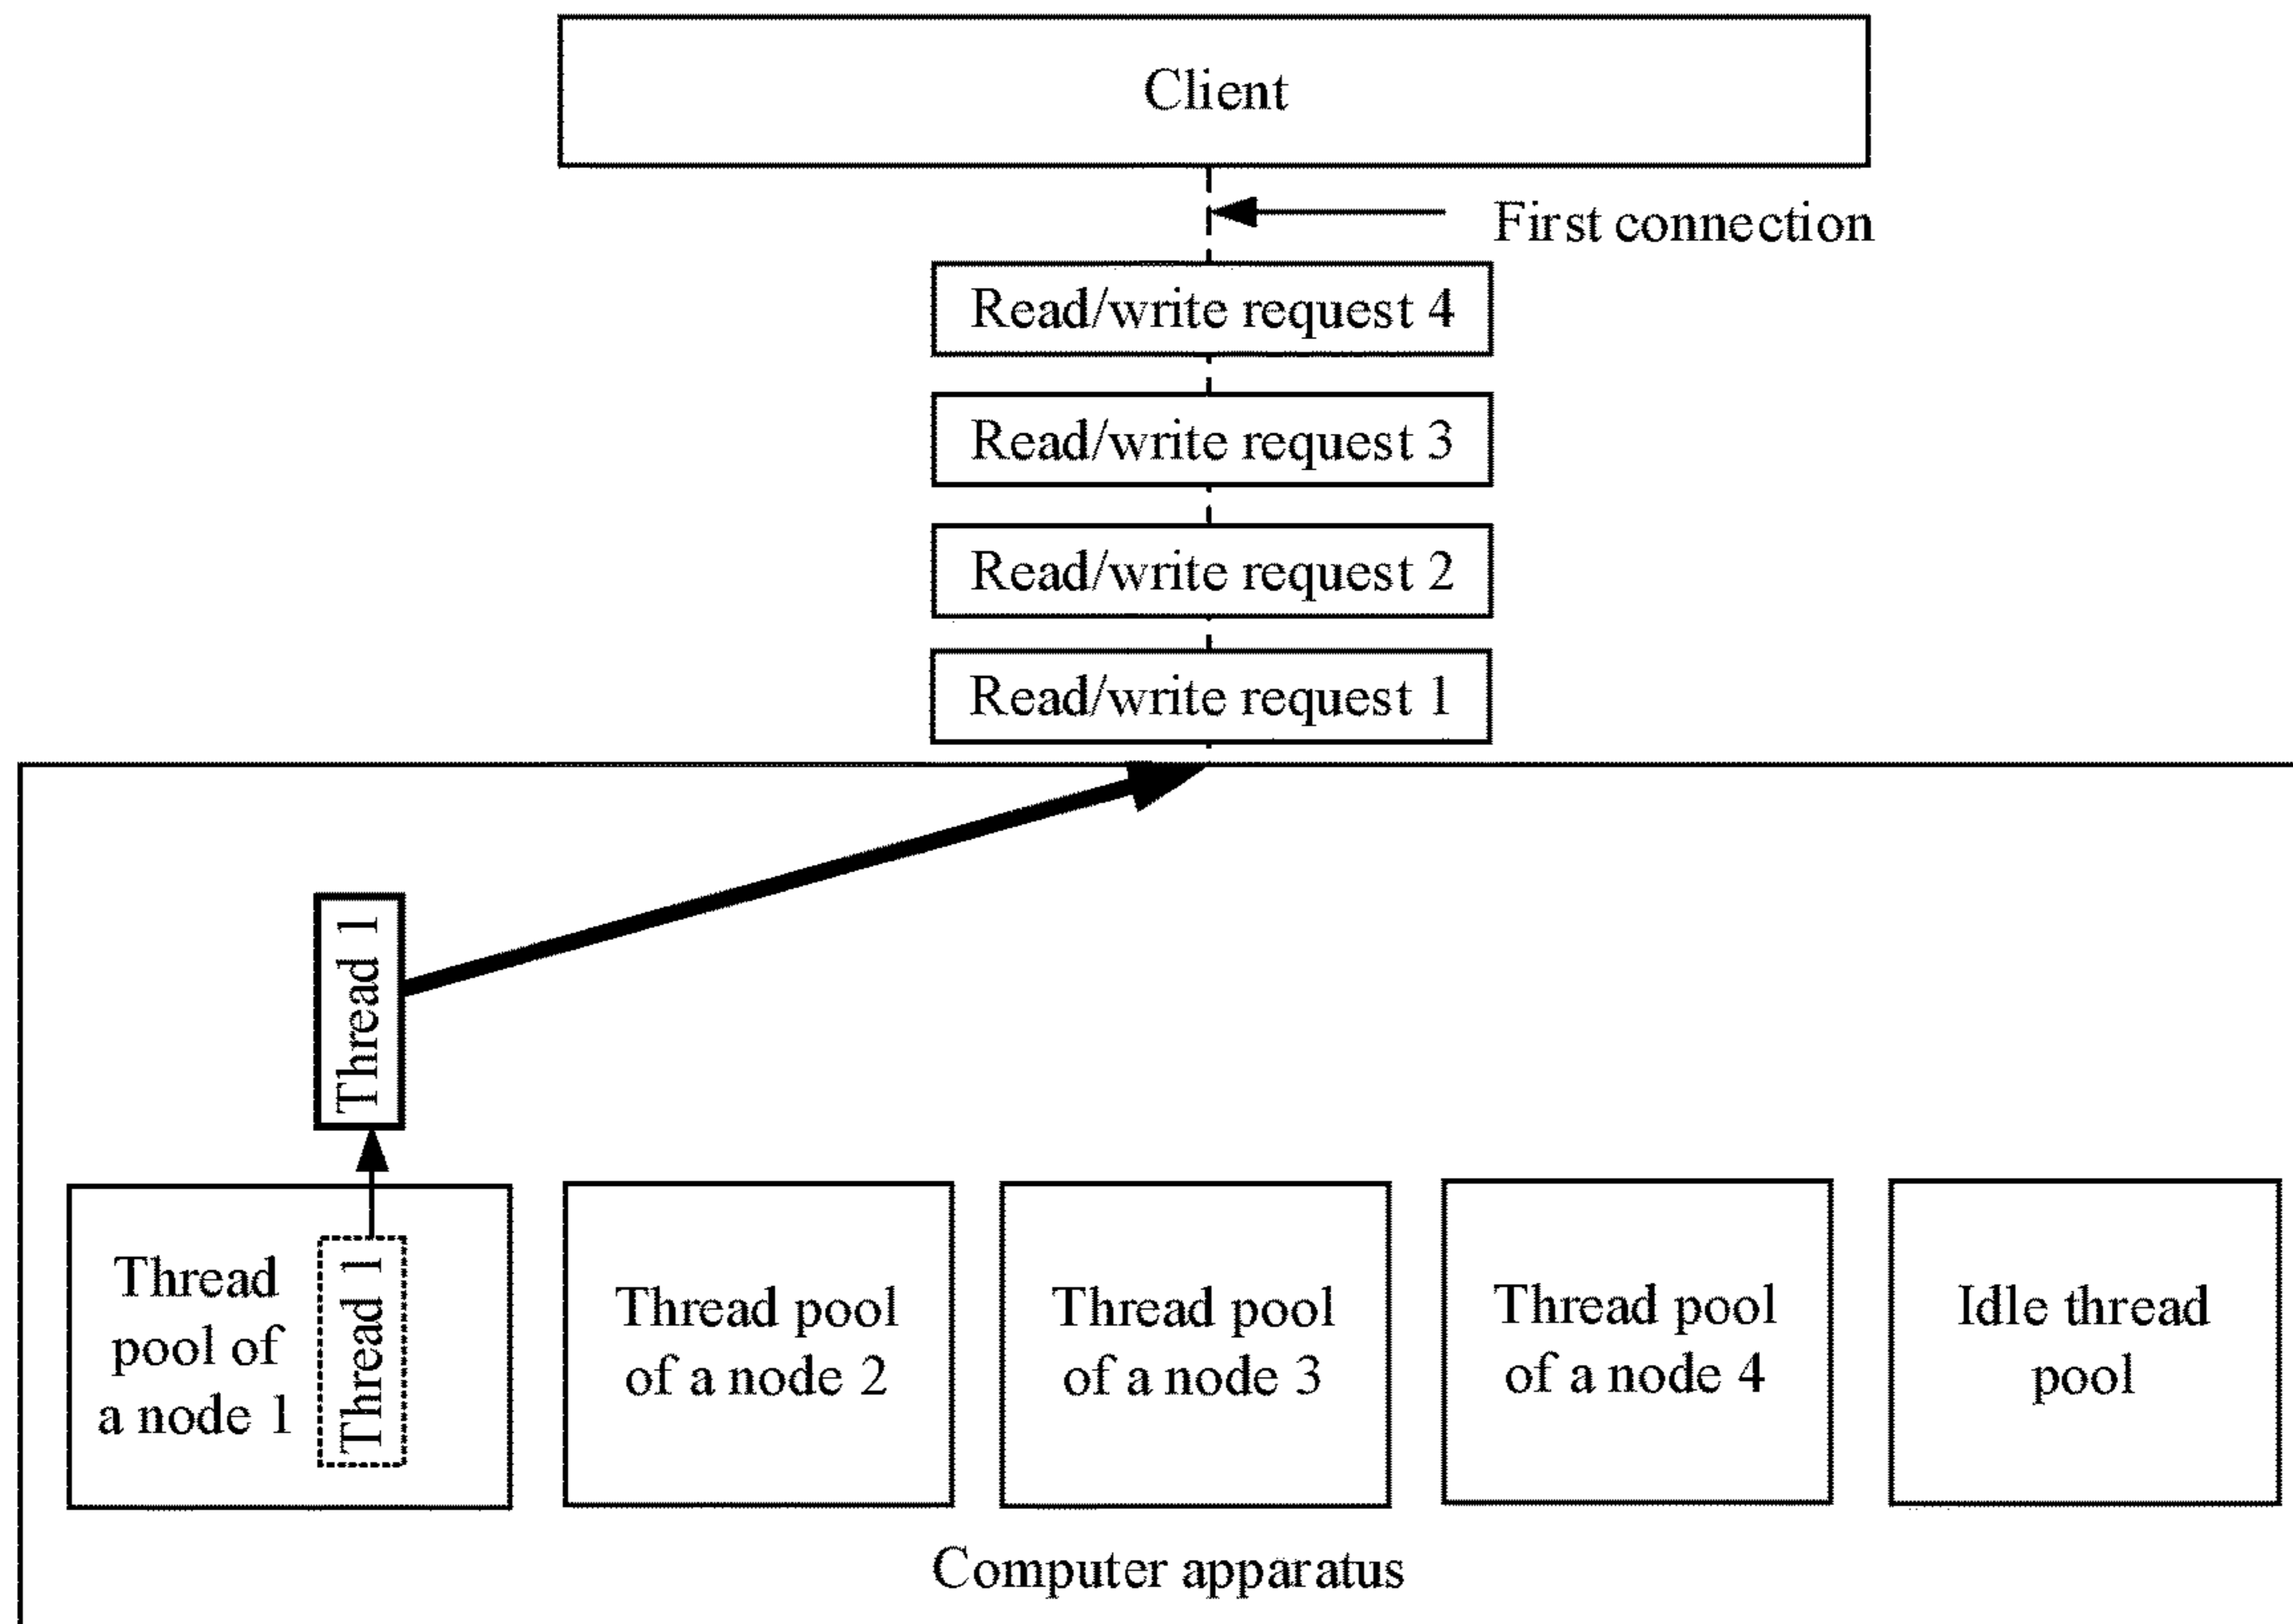 Client
First connection
Read/write request 4
Read/write request 3
Read/write request 2
Read/write request 1
Thread 1
Thread
pool of
a node 1
Thread 1
Thread pool
of a node 2
Thread pool
of a node 3
Thread pool
of a node 4
Idle thread
pool
Computer apparatus